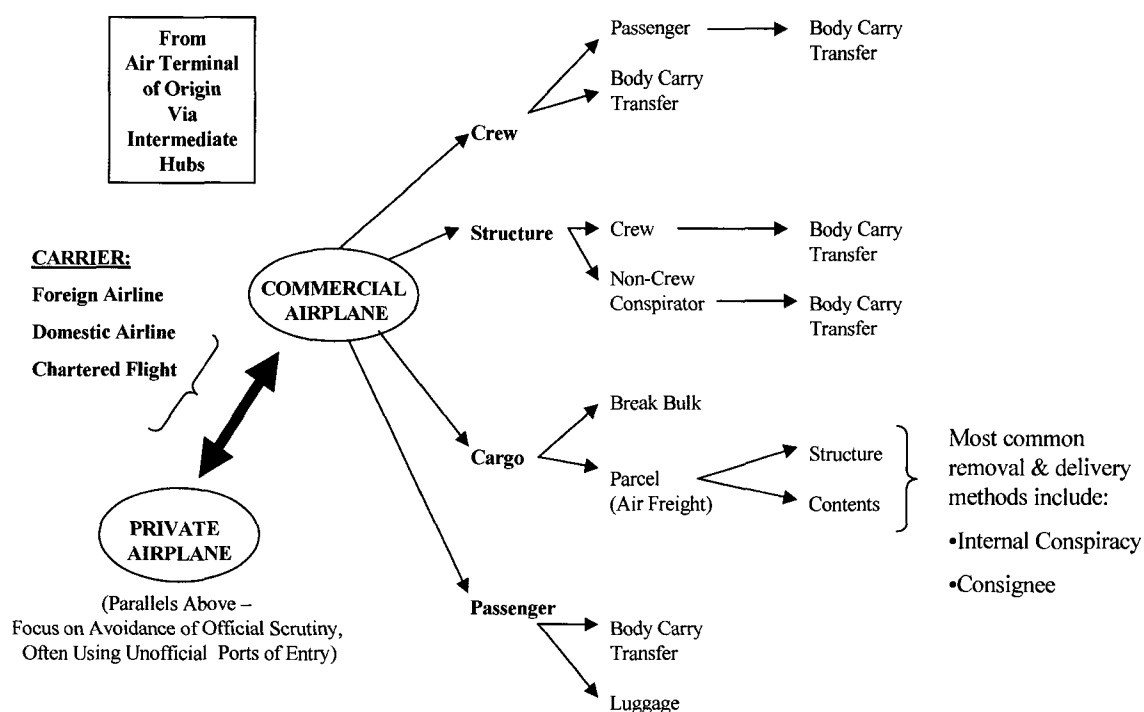 From
Air Terminal
of Origin
Via
Intermediate
Hubs
CARRIER:
Foreign Airline
Domestic Airline
Chartered Flight
COMMERCIAL
AIRPLANE
PRIVATE
AIRPLANE
(Parallels Above –
Focus on Avoidance of Official Scrutiny,
Often Using Unofficial Ports of Entry)
Crew
Passenger
Body Carry
Transfer
Body Carry
Transfer
Structure
Crew
Body Carry
Transfer
Non-Crew
Conspirator
Body Carry
Transfer
Cargo
Break Bulk
Parcel
(Air Freight)
Structure
Contents
Most common
removal & delivery
methods include:
•Internal Conspiracy
•Consignee
Passenger
Body Carry
Transfer
Luggage